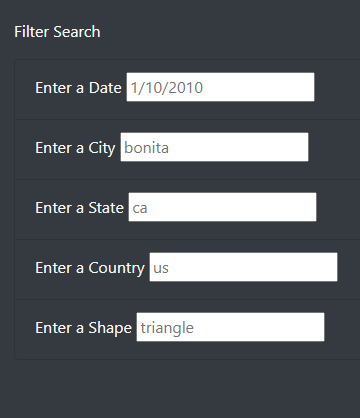 Filter Search
Enter a Date 1/10/2010
Enter a City bonita
Enter a State ca
Enter a Country us
Enter a Shape triangle